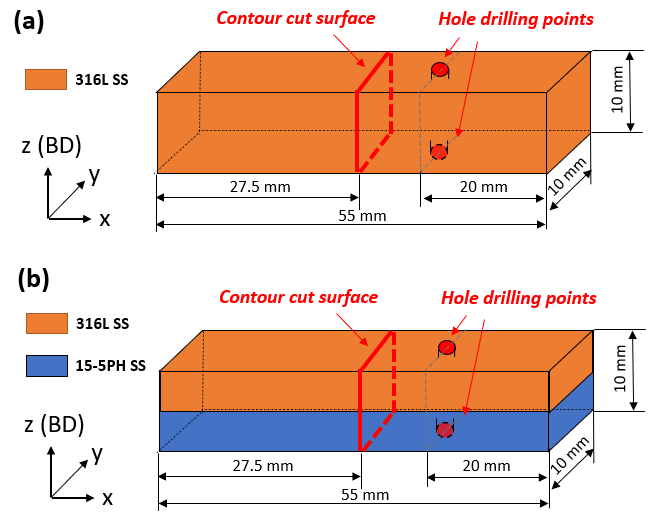 (a)
Contour cut surface
Hole drilling points
316L SS
10 mm
z (BD)
y
x
27.5 mm
20 mm
10 mm
55 mm
(b)
Contour cut surface
Hole drilling points
316L SS
15-5PH SS
10 mm
z (BD)
y
x
27.5 mm
20 mm
10 mm
55 mm